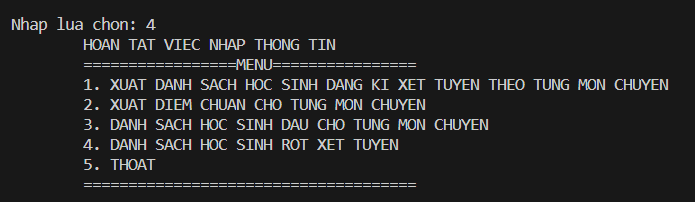 Nhap lua chon: 4
HOAN TAT VIEC NHAP THONG TIN
=================MENU================
1. XUAT DANH SACH HOC SINH DANG KI XET TUYEN THEO TUNG MON CHUYEN
2. XUAT DIEM CHUAN CHO TUNG MON CHUYEN
3. DANH SACH HOC SINH DAU CHO TUNG MON CHUYEN
4. DANH SACH HOC SINH ROT XET TUYEN
5. THOAT
=====================================